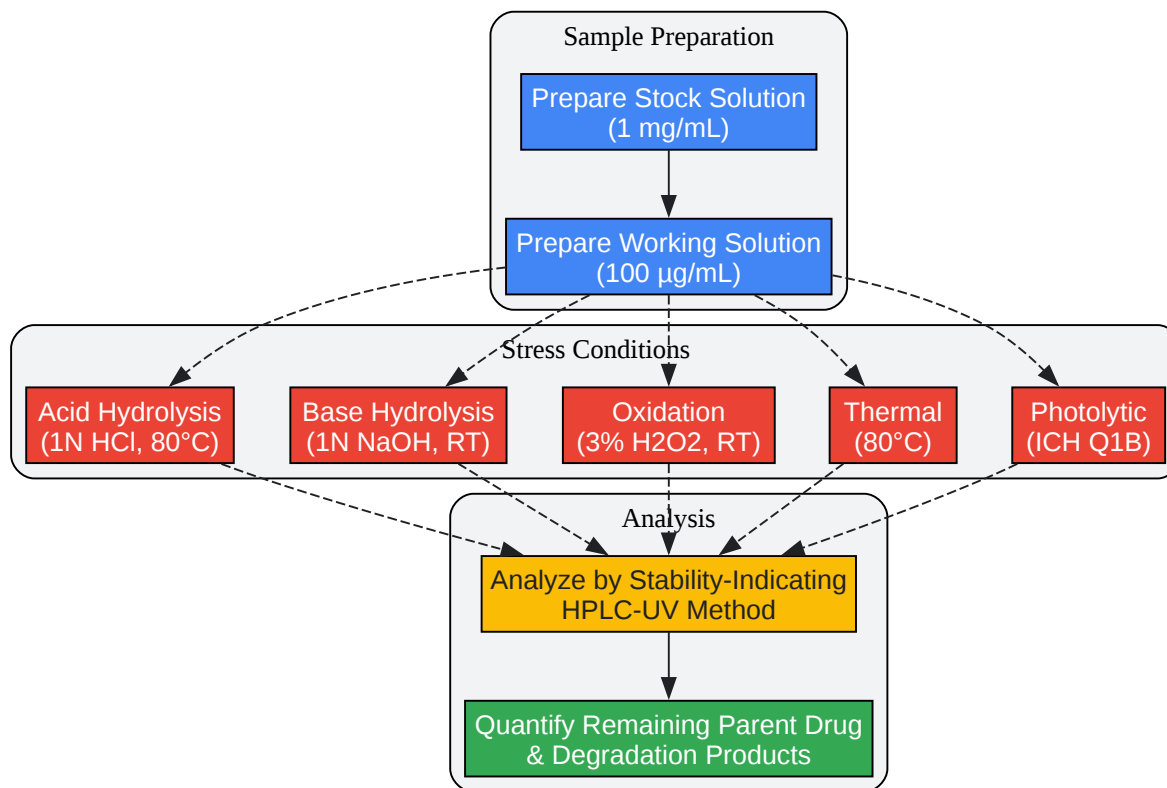 Sample Preparation
Prepare Stock Solution
(1 mg/mL)
Prepare Working Solution
(100 µg/mL)
Stress Conditions
Acid Hydrolysis
(1N HCl, 80°C)
Base Hydrolysis
(1N NaOH, RT)
Oxidation
(3% H2O2, RT)
Thermal
(80°C)
Photolytic
(ICH Q1B)
Analysis
Analyze by Stability-Indicating
HPLC-UV Method
Quantify Remaining Parent Drug
& Degradation Products